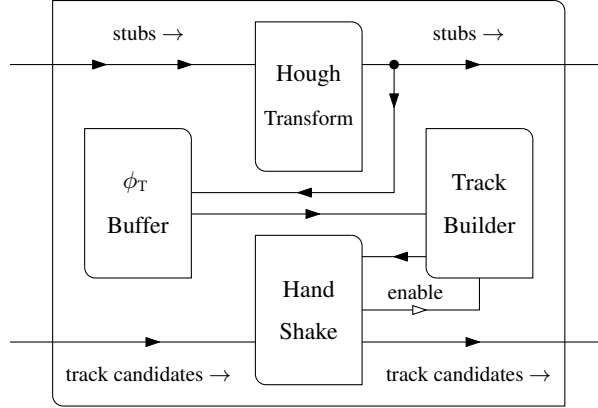 stubs →
stubs →
Hough
Transform
ϕT
Buffer
Track
Builder
Hand
Shake
enable
track candidates →
track candidates →